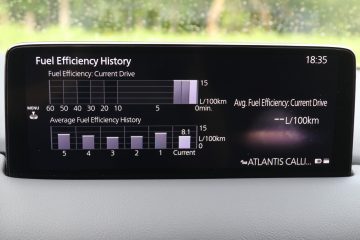 Fuel Efficiency History
18:35
Fuel Efficiency: Current Drive
15
L/100km
60 50 40 30 20 10 5 0min.
MENU
Avg. Fuel Efficiency: Current Drive
--L/100km
Average Fuel Efficiency History
15
8.1
L/100km
0
5 4 3 2 1 Current
ATLANTIS CALLI...